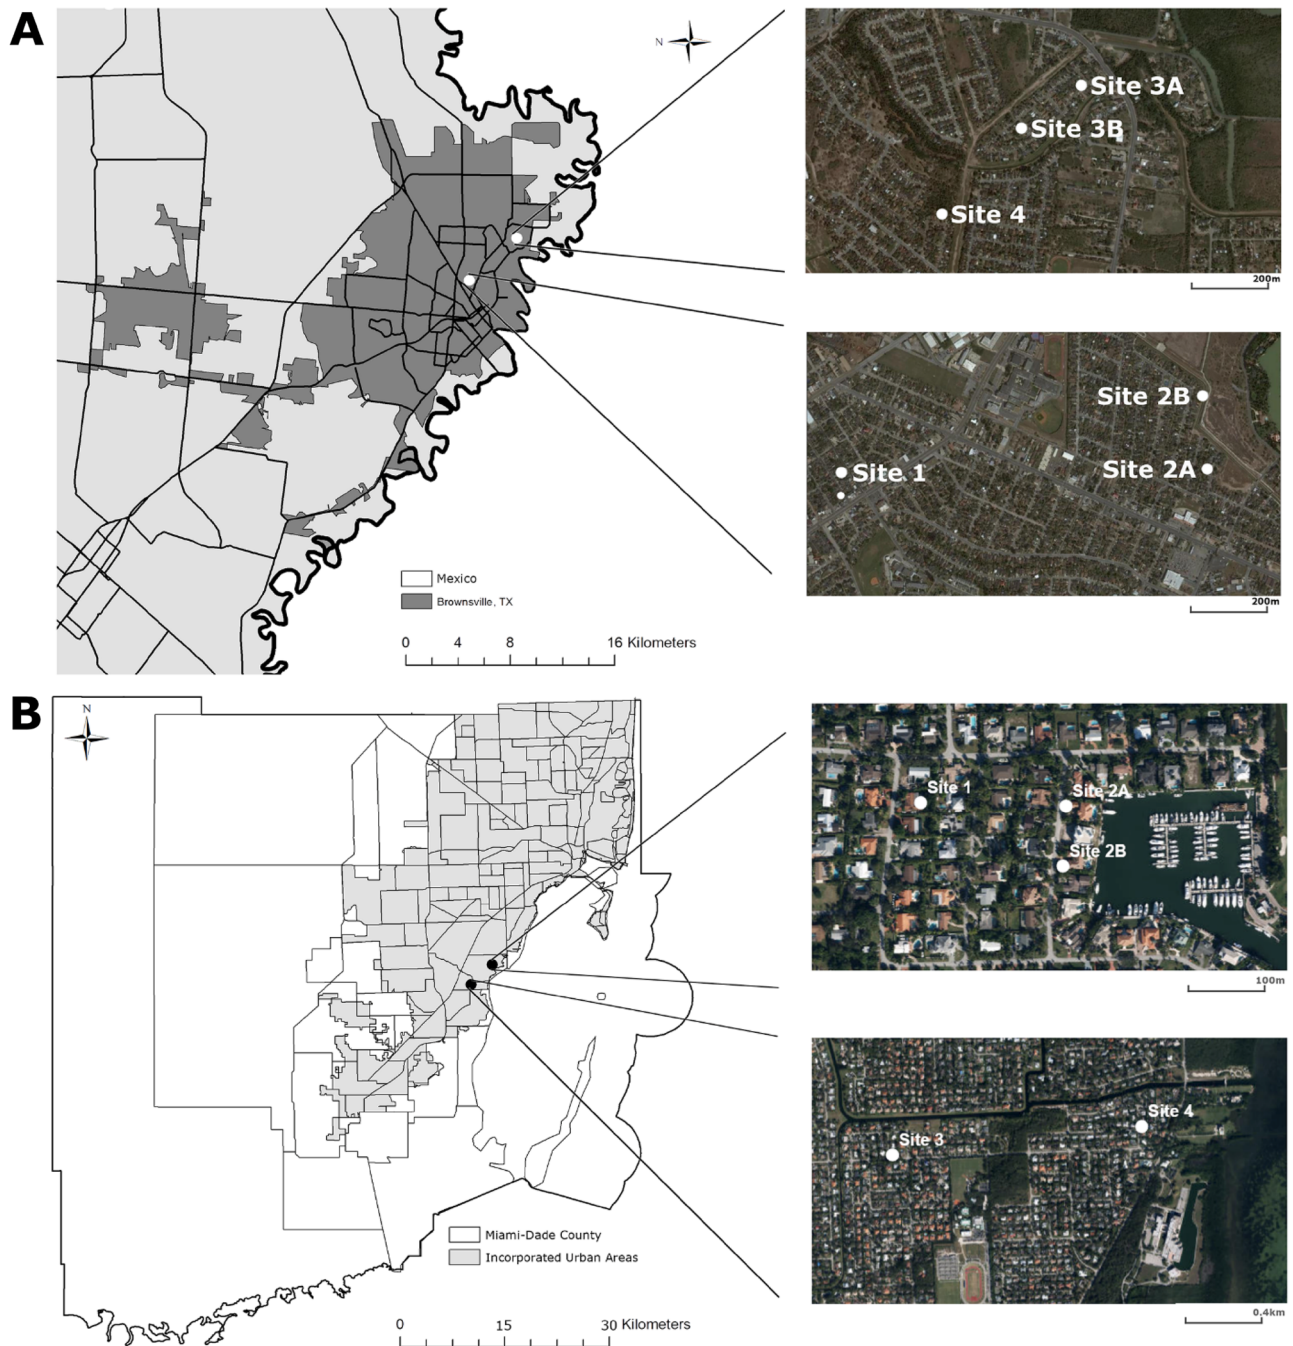 A
N
Site 3A
Site 3B
Site 4
200m
Site 2B
Site 1
Site 2A
200m
Mexico
Brownsville, TX
0 4 8 16 Kilometers
B
N
Site 1
Site 2A
Site 2B
100m
Site 4
Site 3
0.4km
Miami-Dade County
Incorporated Urban Areas
0 15 30 Kilometers